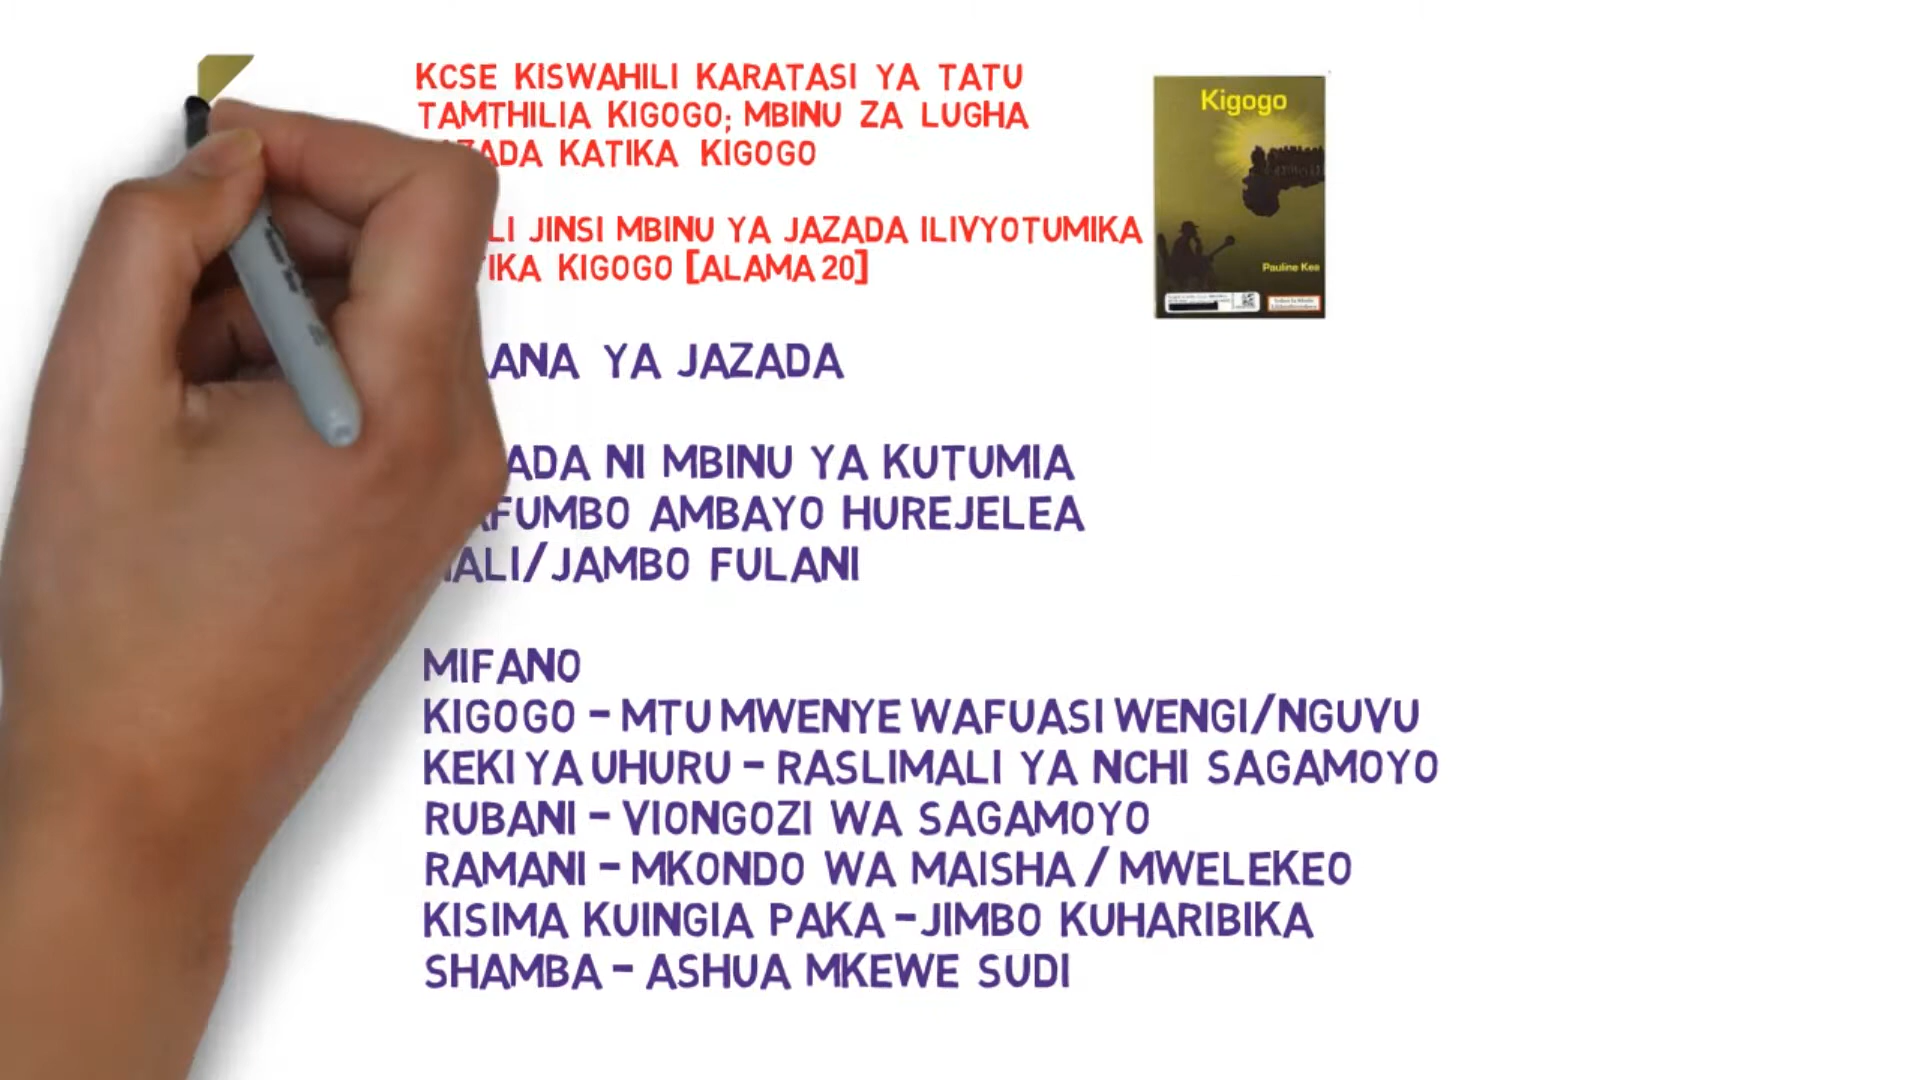 KCSE KISWAHILI KARATASI YA TATU
TAMTHILIA KIGOGO; MBINU ZA LUGHA
KATIKA KIGOGO
JINSI MBINU YA JAZADA ILIVYOTUMIKA
KIGOGO [ALAMA 20]
YA JAZADA
NI MBINU YA KUTUMIA
AMBAYO HUREJELEA
/JAMBO FULANI
MIFANO
KIGOGO - MTU MWENYE WAFUASI WENGI/NGUVU
KEKI YA UHURU - RASLIMALI YA NCHI SAGAMOYO
RUBANI - VIONGOZI WA SAGAMOYO
RAMANI - MKONDO WA MAISHA / MWELEKEO
KISIMA KUINGIA PAKA - JIMBO KUHARIBIKA
SHAMBA - ASHUA MKEWE SUDI
Kigogo
Pauline Kea